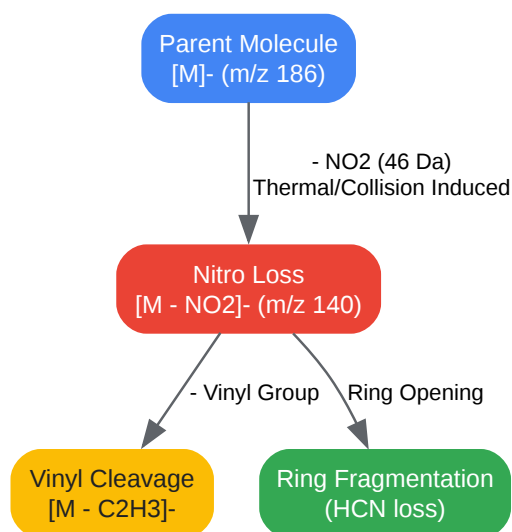 Parent Molecule
[M]- (m/z 186)
- NO2 (46 Da)
Thermal/Collision Induced
Nitro Loss
[M - NO2]- (m/z 140)
- Vinyl Group
Ring Opening
Vinyl Cleavage
[M - C2H3]-
Ring Fragmentation
(HCN loss)